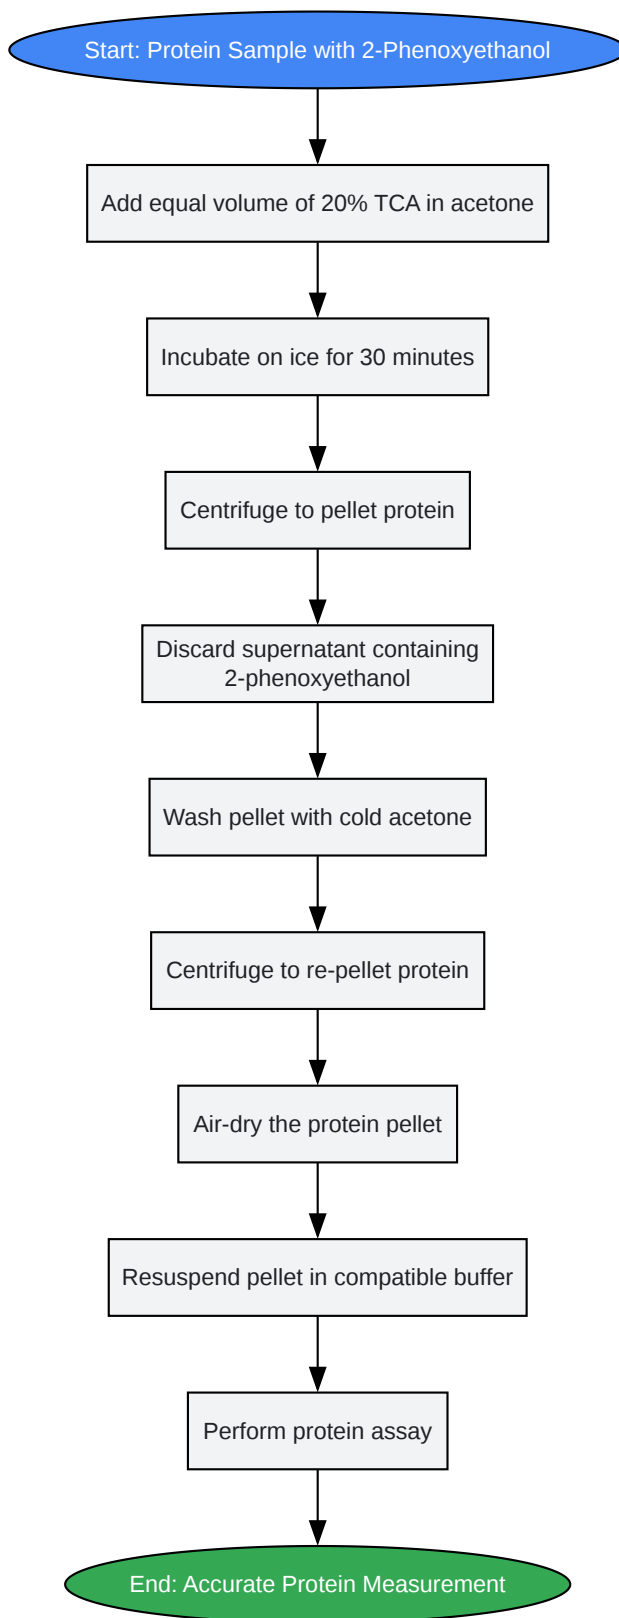 Start: Protein Sample with 2-Phenoxyethanol
Add equal volume of 20% TCA in acetone
Incubate on ice for 30 minutes
Centrifuge to pellet protein
Discard supernatant containing
2-phenoxyethanol
Wash pellet with cold acetone
Centrifuge to re-pellet protein
Air-dry the protein pellet
Resuspend pellet in compatible buffer
Perform protein assay
End: Accurate Protein Measurement